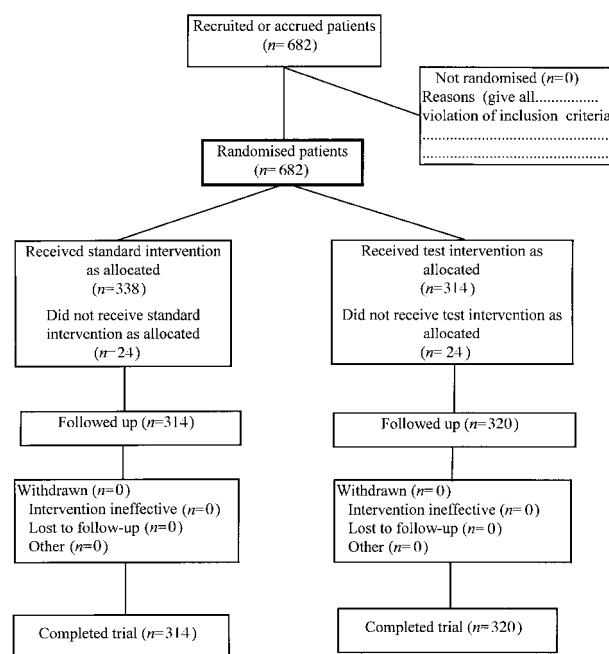 Recruited or accrued patients
(n=682)
Not randomised (n=0)
Reasons (give all................
violation of inclusion criteria
................................................
................................................
Randomised patients
(n=682)
Received standard intervention
as allocated
(n=338)
Did not receive standard
intervention as allocated
(n=24)
Received test intervention as
allocated
(n=314)
Did not receive test intervention as
allocated
(n=24)
Followed up (n=314)
Followed up (n=320)
Withdrawn (n=0)
Intervention ineffective (n=0)
Lost to follow-up (n=0)
Other (n=0)
Withdrawn (n=0)
Intervention ineffective (n=0)
Lost to follow-up (n=0)
Other (n=0)
Completed trial (n=314)
Completed trial (n=320)